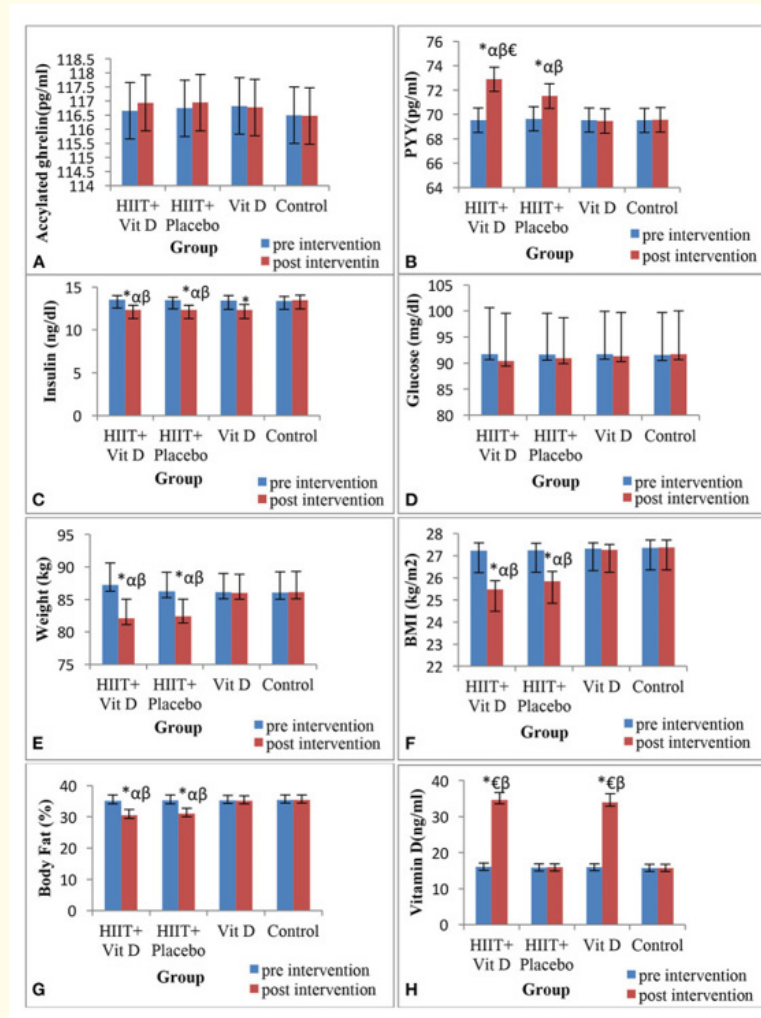 Accylated ghrelin(pg/ml)
118.5
118
117.5
117
116.5
116
115.5
115
114.5
114
HIIT+ Vit D
HIIT+ Placebo
Vit D
Control
Group
A
pre intervention
post interventin
PYY (pg/ml)
76
74
72
70
68
66
64
*αβ€
*αβ
HIIT+ Vit D
HIIT+ Placebo
Vit D
Control
Group
B
pre intervention
post intervention
Insulin (ng/dl)
15
10
5
0
*αβ
*αβ
*
HIIT+ Vit D
HIIT+ Placebo
Vit D
Control
Group
C
pre intervention
post intervention
Glucose (mg/dl)
105
100
95
90
85
80
HIIT+ Vit D
HIIT+ Placebo
Vit D
Control
Group
D
pre intervention
post intervention
Weight (kg)
95
90
85
80
75
*αβ
*αβ
HIIT+ Vit D
HIIT+ Placebo
Vit D
Control
Group
E
pre intervention
post intervention
BMI (kg/m2)
28
27
26
25
24
23
22
*αβ
*αβ
HIIT+ Vit D
HIIT+ Placebo
Vit D
Control
Group
F
pre intervention
post intervention
Body Fat (%)
40
30
20
10
0
*αβ
*αβ
HIIT+ Vit D
HIIT+ Placebo
Vit D
Control
Group
G
pre intervention
post intervention
Vitamin D(ng/ml)
40
30
20
10
0
*€β
*€β
HIIT+ Vit D
HIIT+ Placebo
Vit D
Control
Group
H
pre intervention
post intervention